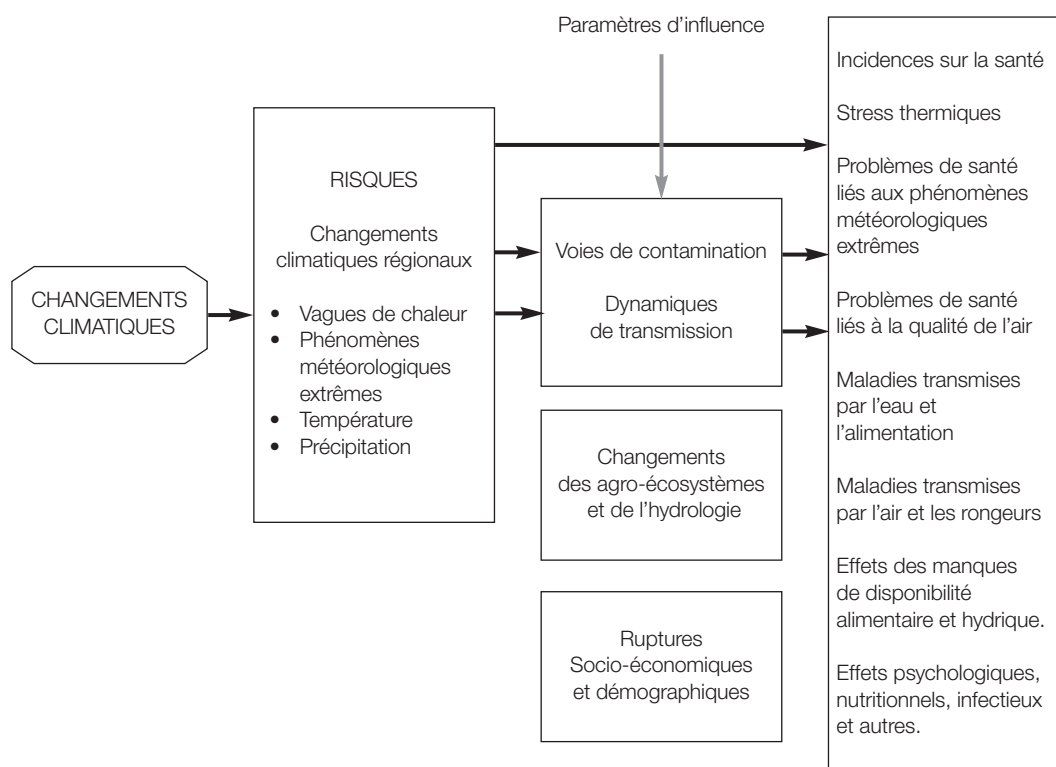 Paramètres d'influence
CHANGEMENTS
CLIMATIQUES
RISQUES
Changements
climatiques régionaux
• Vagues de chaleur
• Phénomènes
météorologiques
extrêmes
• Température
• Précipitation
Voies de contamination
Dynamiques
de transmission
Changements
des agro-écosystèmes
et de l'hydrologie
Ruptures
Socio-économiques
et démographiques
Incidences sur la santé
Stress thermiques
Problèmes de santé
liés aux phénomènes
météorologiques
extrêmes
Problèmes de santé
liés à la qualité de l'air
Maladies transmises
par l'eau et
l'alimentation
Maladies transmises
par l'air et les rongeurs
Effets des manques
de disponibilité
alimentaire et hydrique.
Effets psychologiques,
nutritionnels, infectieux
et autres.